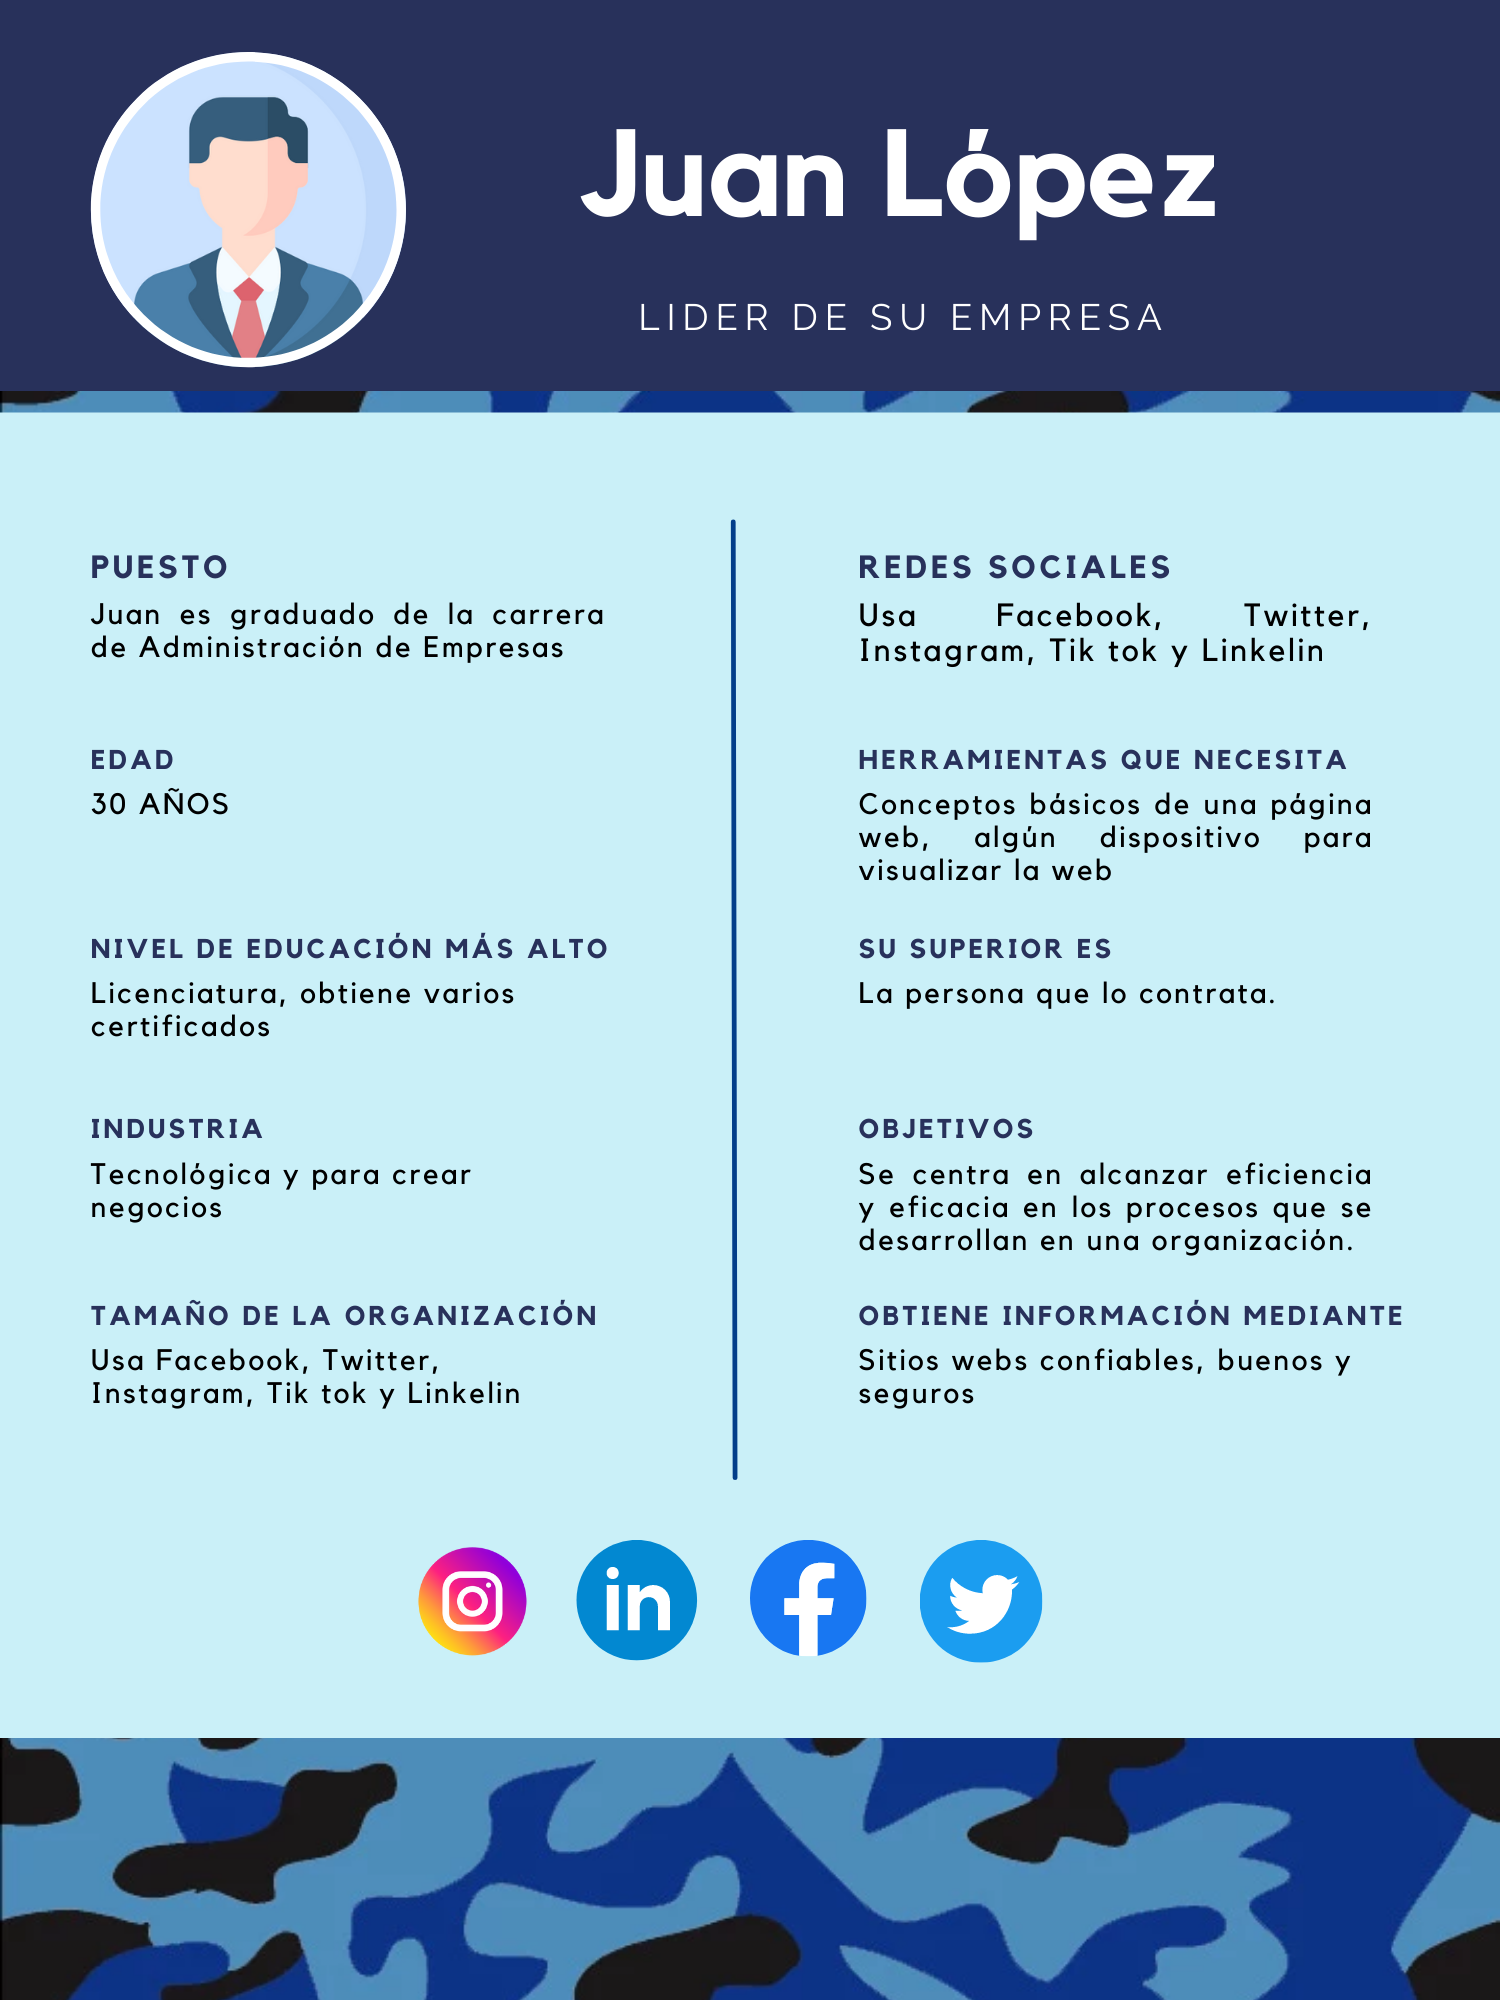 Juan López
LIDER DE SU EMPRESA
PUESTO
Juan es graduado de la carrera
de Administración de Empresas
EDAD
30 AÑOS
NIVEL DE EDUCACIÓN MÁS ALTO
Licenciatura, obtiene varios
certificados
INDUSTRIA
Tecnológica y para crear
negocios
TAMAÑO DE LA ORGANIZACIÓN
Usa Facebook, Twitter,
Instagram, Tik tok y Linkelin
REDES SOCIALES
Usa Facebook, Twitter,
Instagram, Tik tok y Linkelin
HERRAMIENTAS QUE NECESITA
Conceptos básicos de una página
web, algún dispositivo para
visualizar la web
SU SUPERIOR ES
La persona que lo contrata.
OBJETIVOS
Se centra en alcanzar eficiencia
y eficacia en los procesos que se
desarrollan en una organización.
OBTIENE INFORMACIÓN MEDIANTE
Sitios webs confiables, buenos y
seguros
in